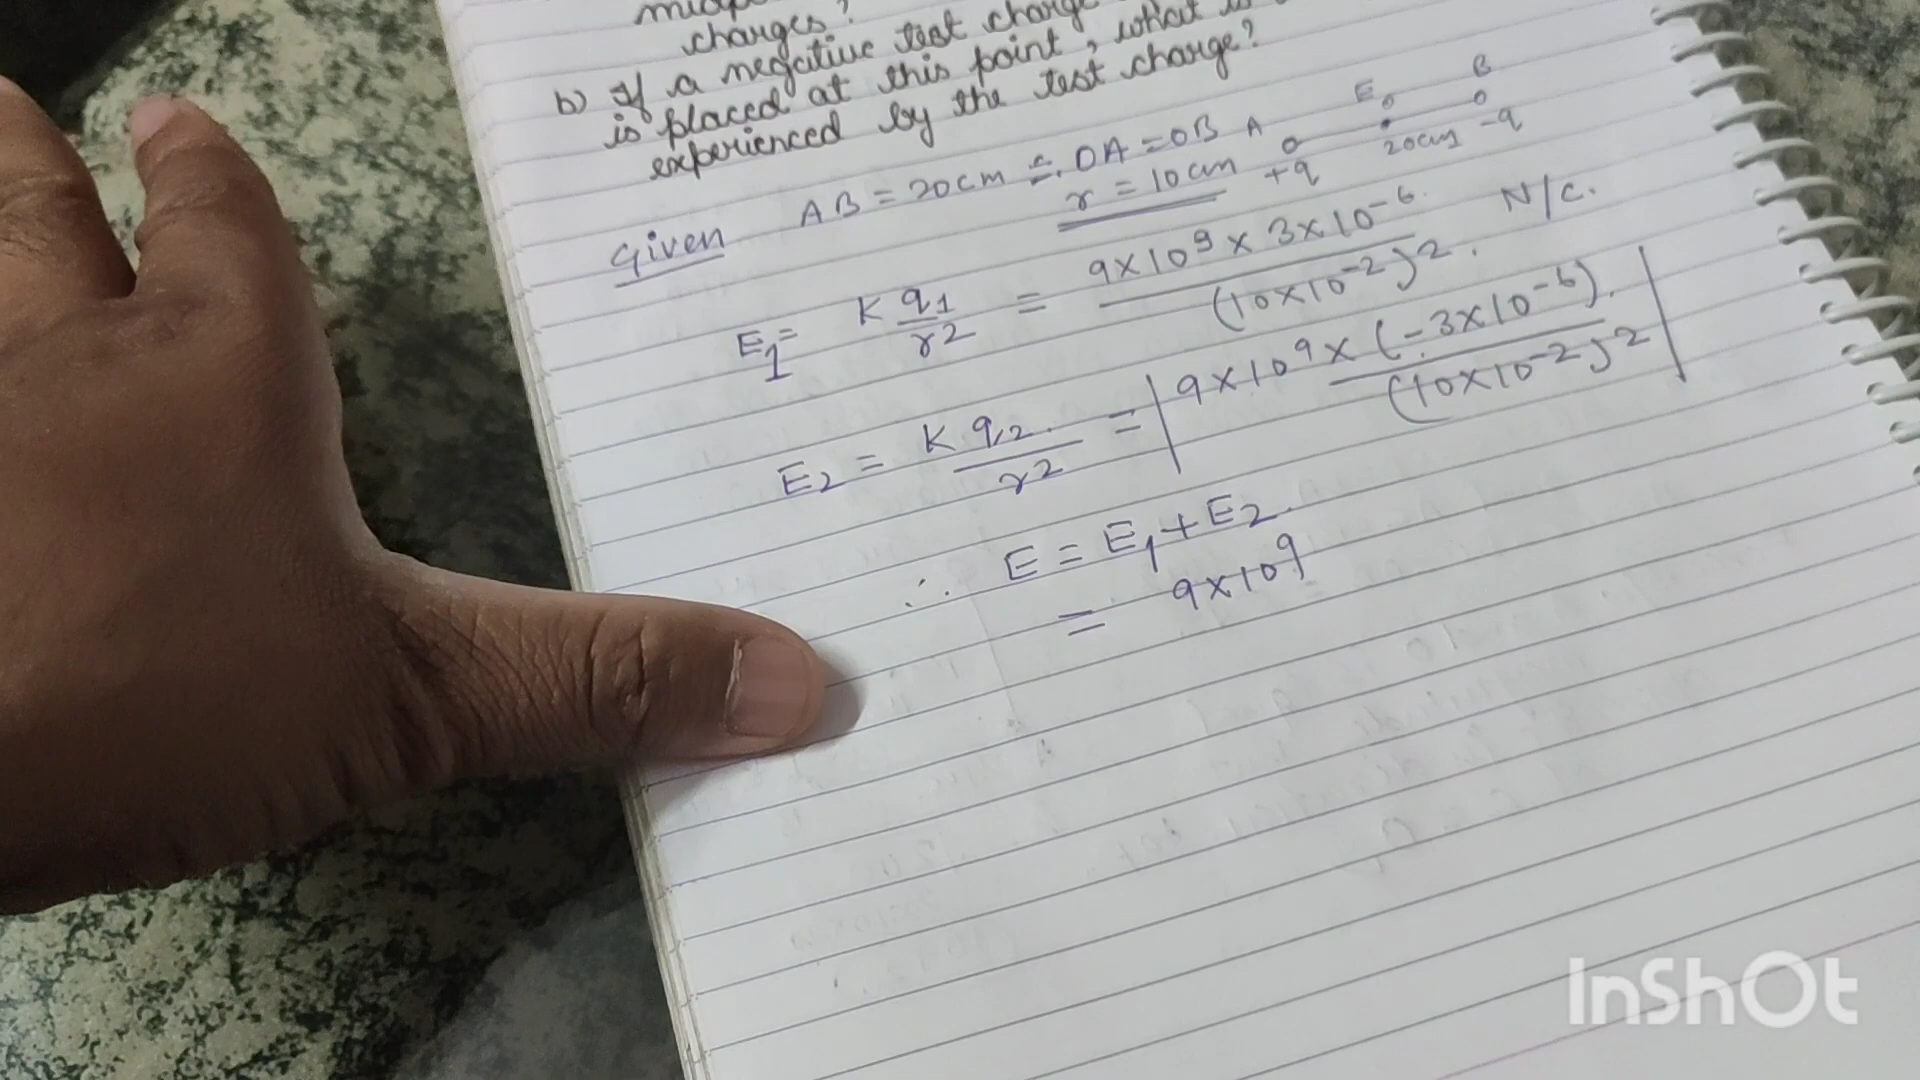 charges?
b) If a negative test charge
is placed at this point, what is
experienced by the test charge?
Given AB = 20cm ∴ OA = OB
r = 10cm
A E0 B
+q 20cm -q
E1 = K q1 / r2 = 9×10^9 × 3×10^-6 / (10×10^-2)2 . N/C.
E2 = K q2 / r2 = | 9×10^9 × (-3×10^-6) / (10×10^-2)2 |
∴ E = E1 + E2
= 9×10^9
InShOt